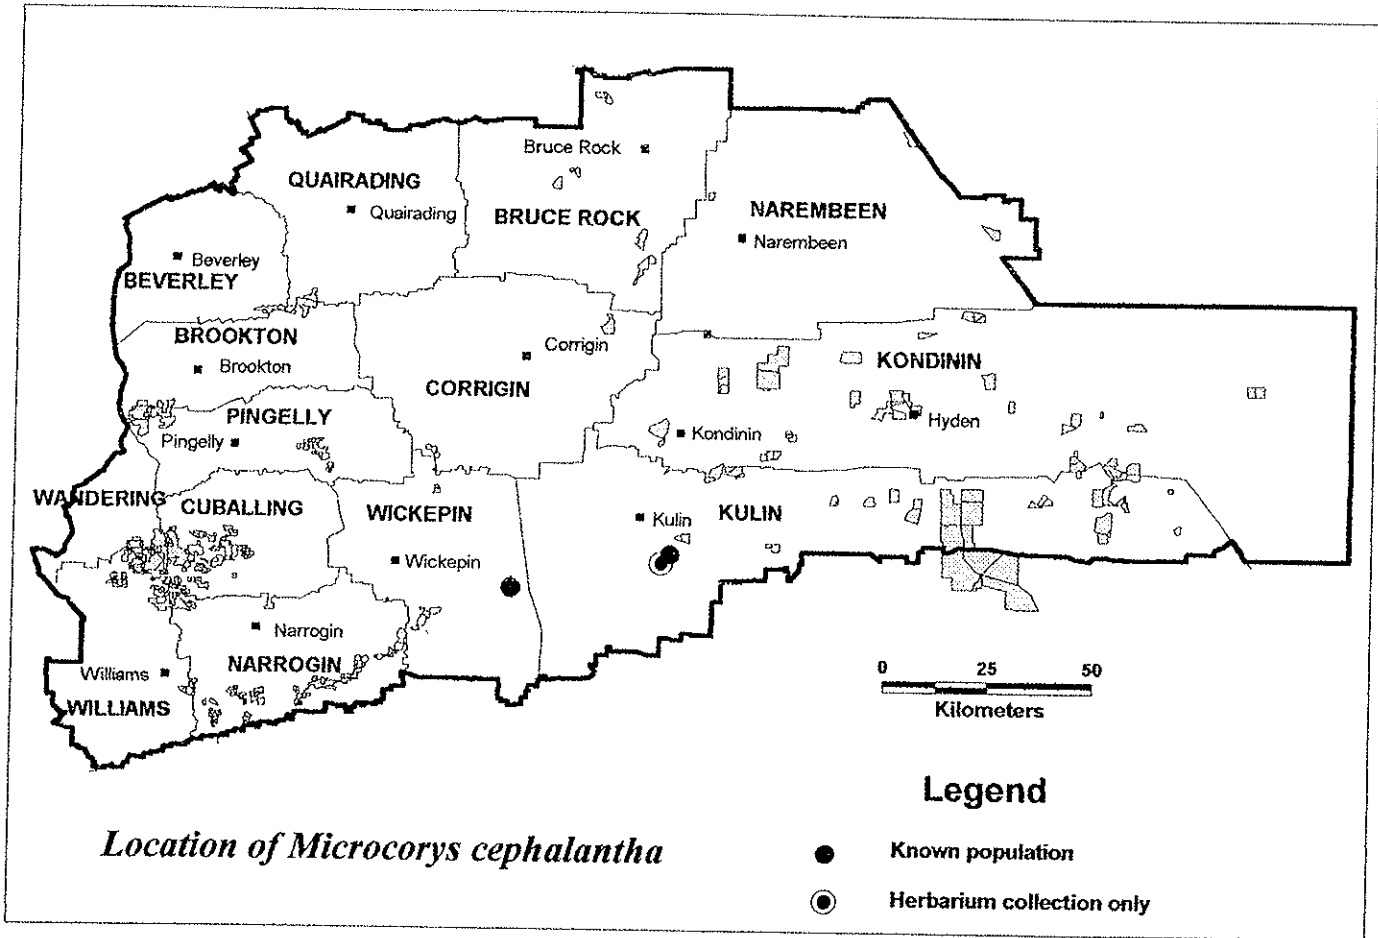 Bruce Rock
QUAIRADING
Quairading
BRUCE ROCK
NAREMBEEN
Narembeen
Beverley
BEVERLEY
BROOKTON
Brookton
Corrigin
CORRIGIN
KONDININ
Hyden
PINGELLY
Pingelly
Kondinin
WANDERING
CUBALLING
WICKEPIN
Kulin
KULIN
Wickepin
Narrogin
NARROGIN
Williams
WILLIAMS
0 25 50
Kilometers
Legend
Location of Microcorys cephalantha
Known population
Herbarium collection only